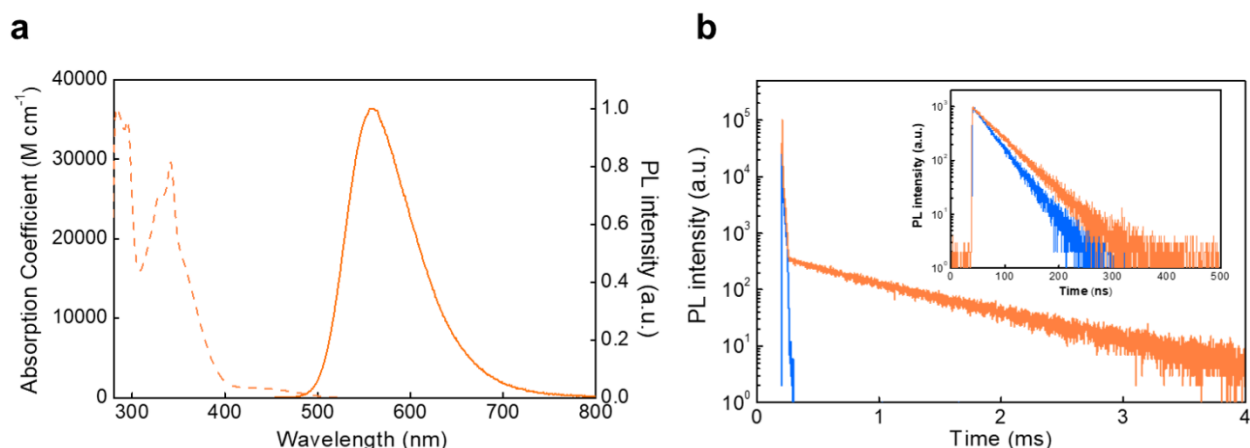 a
40000
30000
20000
10000
0
Absorption Coefficient (M cm⁻¹)
300 400 500 600 700 800
Wavelength (nm)
1.0
0.8
0.6
0.4
0.2
0.0
PL intensity (a.u.)
b
10⁵
10⁴
10³
10²
10¹
10⁰
PL intensity (a.u.)
0 1 2 3 4
Time (ms)
10³
10²
10¹
10⁰
PL intensity (a.u.)
0 100 200 300 400 500
Time (ns)